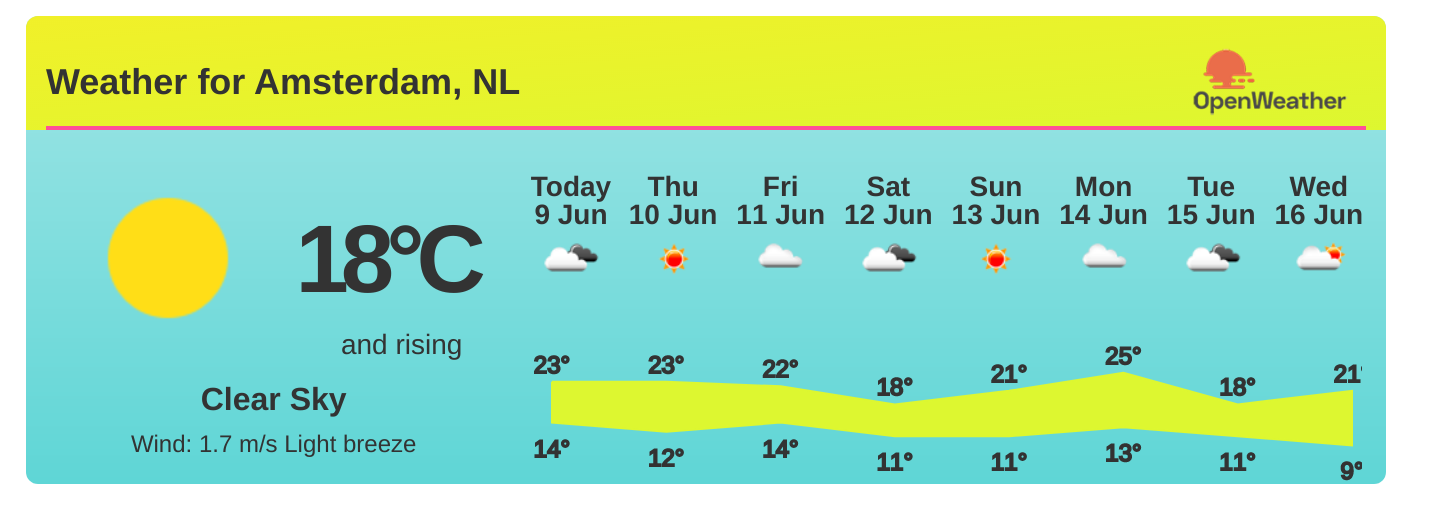 Weather for Amsterdam, NL
OpenWeather
18°C
and rising
Clear Sky
Wind: 1.7 m/s Light breeze
Today Thu Fri Sat Sun Mon Tue Wed
9 Jun 10 Jun 11 Jun 12 Jun 13 Jun 14 Jun 15 Jun 16 Jun
23° 23° 22° 18° 21° 25° 18° 21°
14° 12° 14° 11° 11° 13° 11° 9°